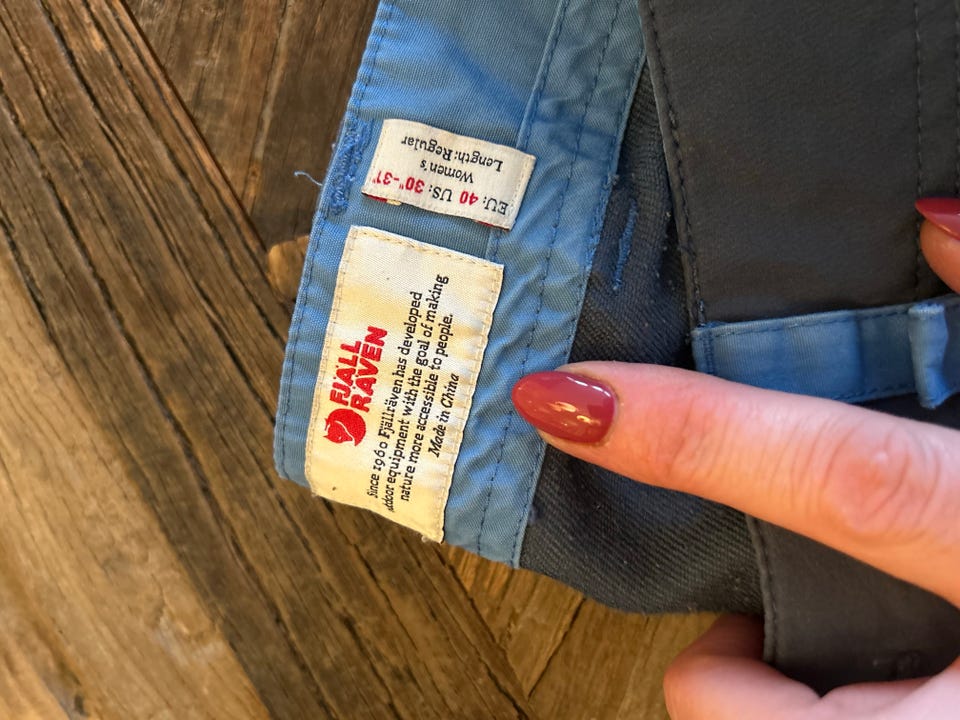 EU: 40 US: 30"-31"
Women's
Length: Regular
FJÄLL
RÄVEN
Since 1960 Fjällräven has developed
outdoor equipment with the goal of making
nature more accessible to people.
Made in China